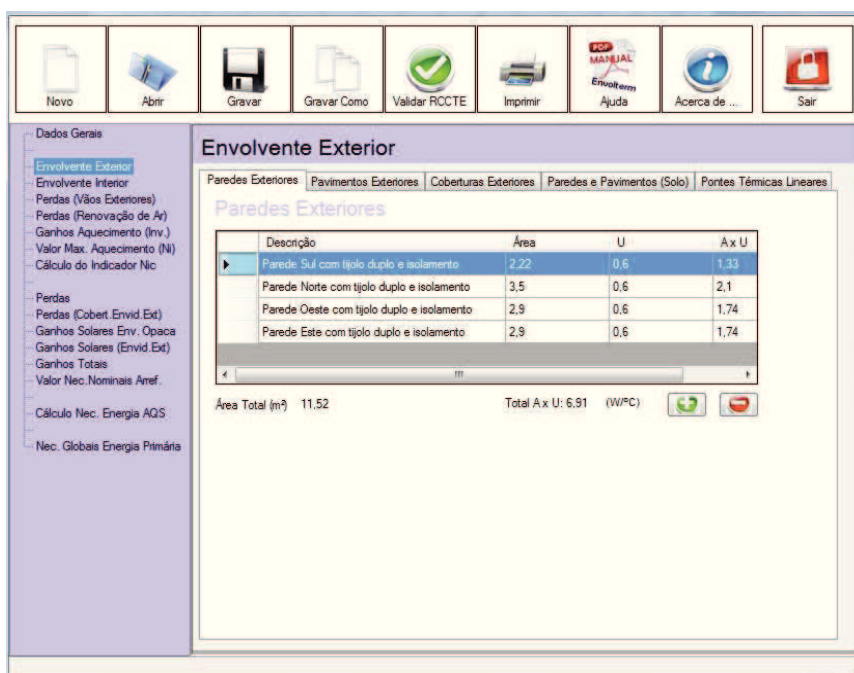 PDF
MANUAL
Envolterm
Novo Abrir Gravar Gravar Como Validar RCCTE Imprimir Ajuda Acerca de ... Sair
Dados Gerais
Envolvente Exterior
Envolvente Interior
Perdas (Vãos Exteriores)
Perdas (Renovação de Ar)
Ganhos Aquecimento (Inv.)
Valor Max. Aquecimento (Ni)
Cálculo do Indicador Nic
Perdas
Perdas (Cobert.Envid.Ext)
Ganhos Solares Env. Opaca
Ganhos Solares (Envid.Ext)
Ganhos Totais
Valor Nec.Nominais Arref.
Cálculo Nec. Energia AQS
Nec. Globais Energia Primária
Envolvente Exterior
Paredes Exteriores Pavimentos Exteriores Coberturas Exteriores Paredes e Pavimentos (Solo) Pontes Térmicas Lineares
Paredes Exteriores
Descrição Área U A x U
Parede Sul com tijolo duplo e isolamento 2,22 0,6 1,33
Parede Norte com tijolo duplo e isolamento 3,5 0,6 2,1
Parede Oeste com tijolo duplo e isolamento 2,9 0,6 1,74
Parede Este com tijolo duplo e isolamento 2,9 0,6 1,74
Área Total (m²) 11,52 Total A x U: 6,91 (W/ºC)